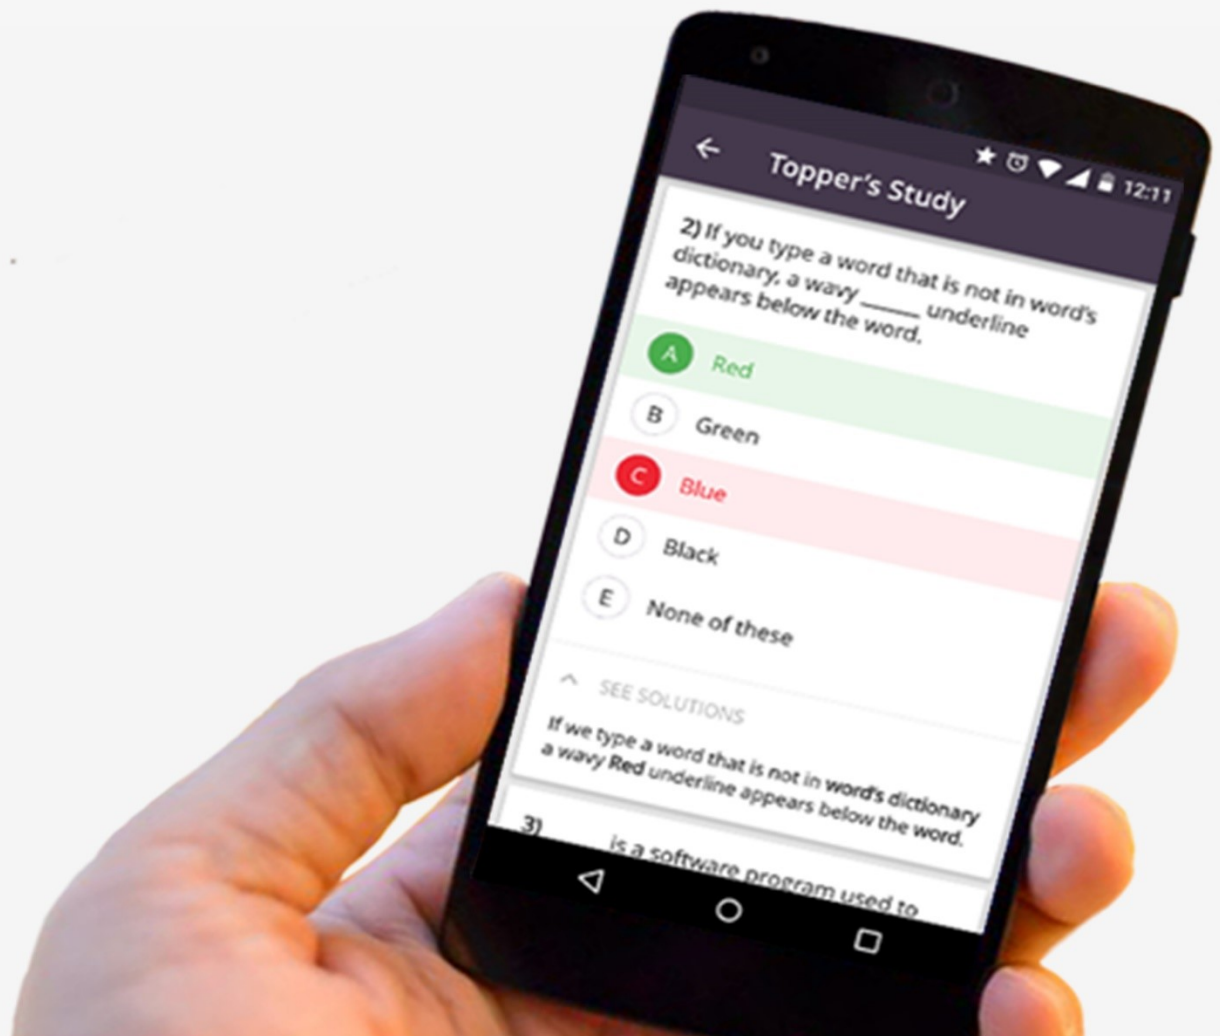 12:11
Topper's Study
2) If you type a word that is not in word's
dictionary, a wavy ______ underline
appears below the word.
A Red
B Green
C Blue
D Black
E None of these
SEE SOLUTIONS
If we type a word that is not in word's dictionary
a wavy Red underline appears below the word.
3) ______ is a software program used to